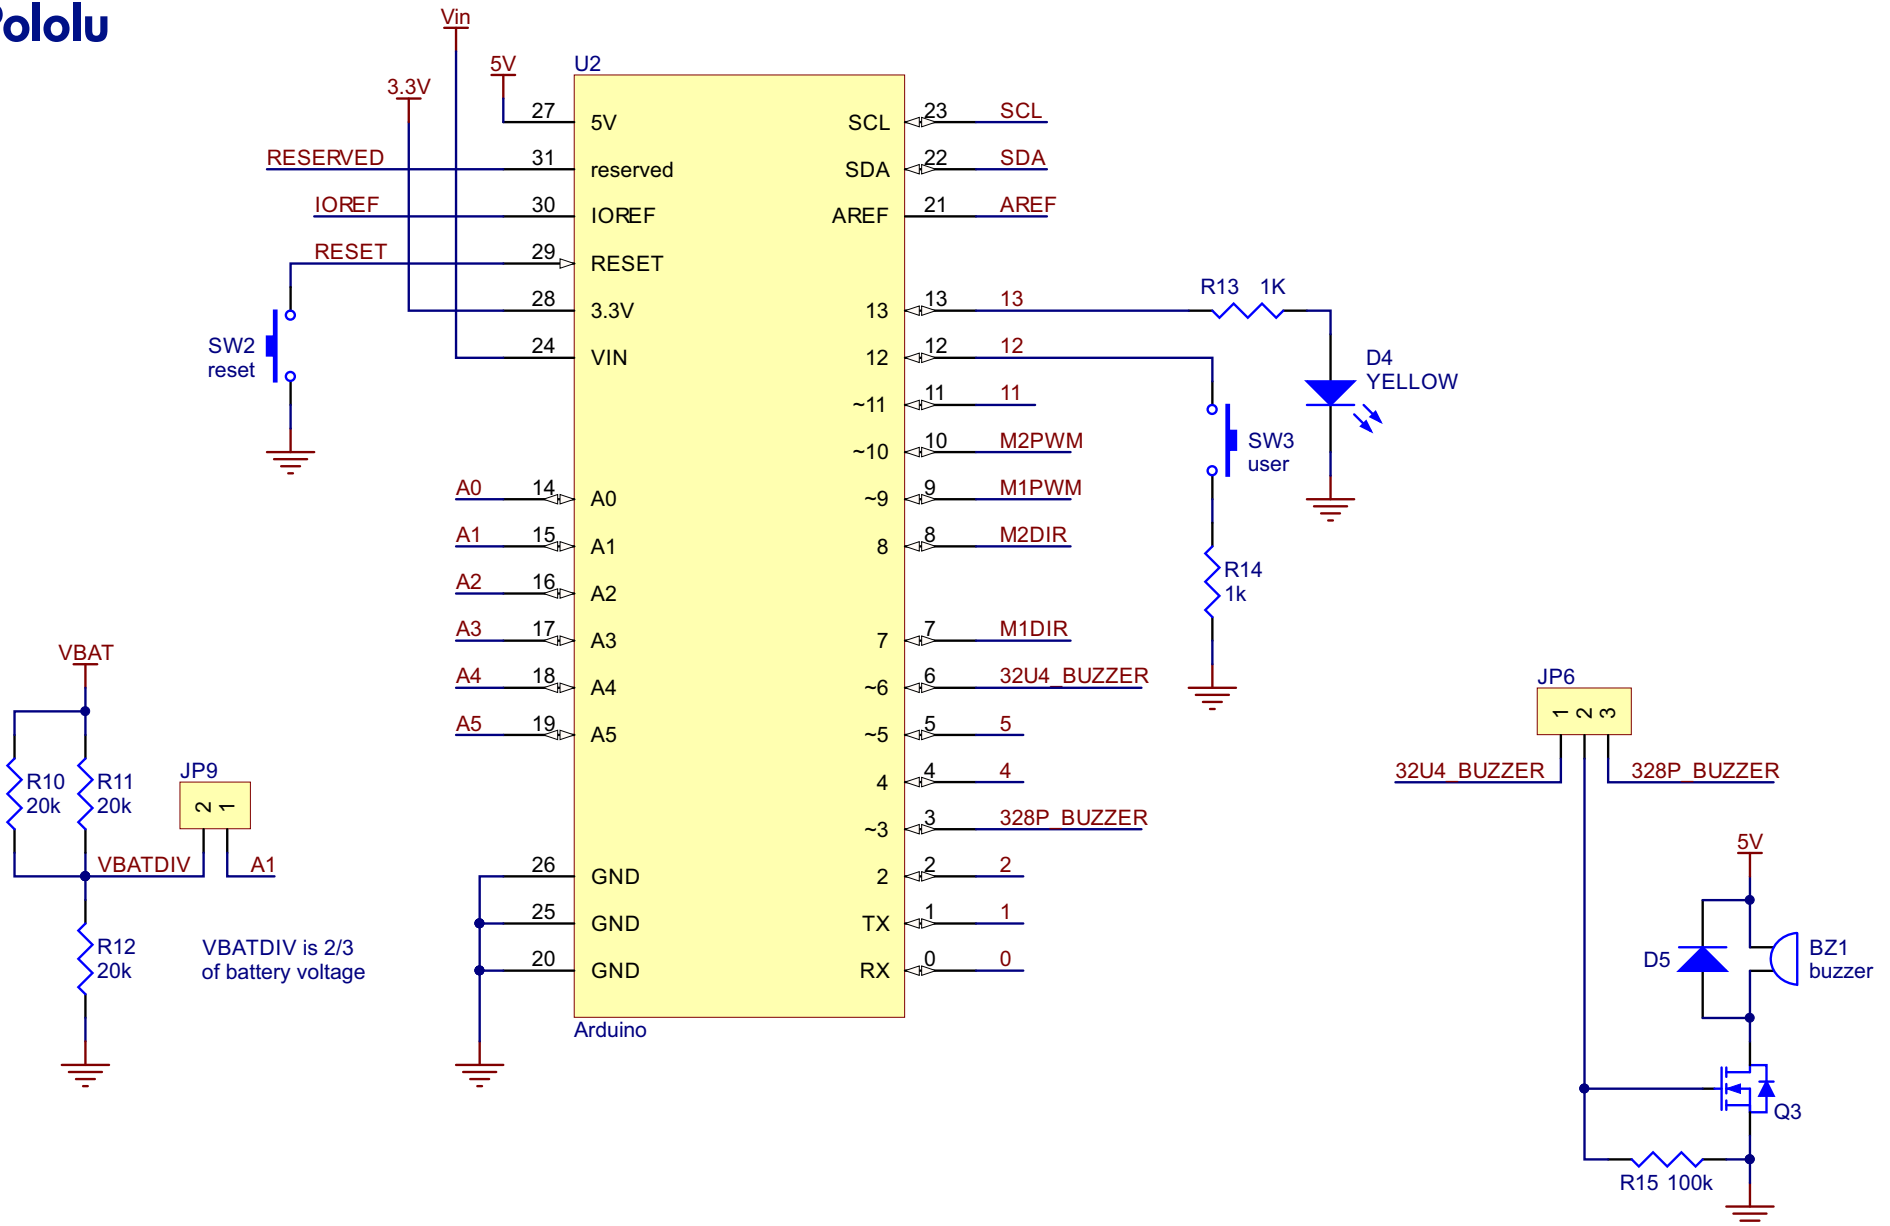 Pololu
Vin
5V
3.3V
U2
27
5V
RESERVED
31
reserved
IOREF
30
IOREF
RESET
29
RESET
28
3.3V
24
VIN
SW2
reset
A0
14
A0
A1
15
A1
A2
16
A2
A3
17
A3
A4
18
A4
A5
19
A5
26
GND
25
GND
20
GND
Arduino
SCL
23
SCL
SDA
22
SDA
AREF
21
AREF
13
13
13
12
12
12
~11
11
11
~10
10
M2PWM
~9
9
M1PWM
8
8
M2DIR
7
7
M1DIR
~6
6
32U4_BUZZER
~5
5
5
4
4
4
~3
3
328P_BUZZER
2
2
2
TX
1
1
RX
0
0
R13 1K
D4
YELLOW
SW3
user
R14
1k
VBAT
R10
20k
R11
20k
JP9
2
1
VBATDIV
A1
R12
20k
VBATDIV is 2/3
of battery voltage
JP6
1
2
3
32U4_BUZZER
328P_BUZZER
5V
D5
BZ1
buzzer
Q3
R15 100k